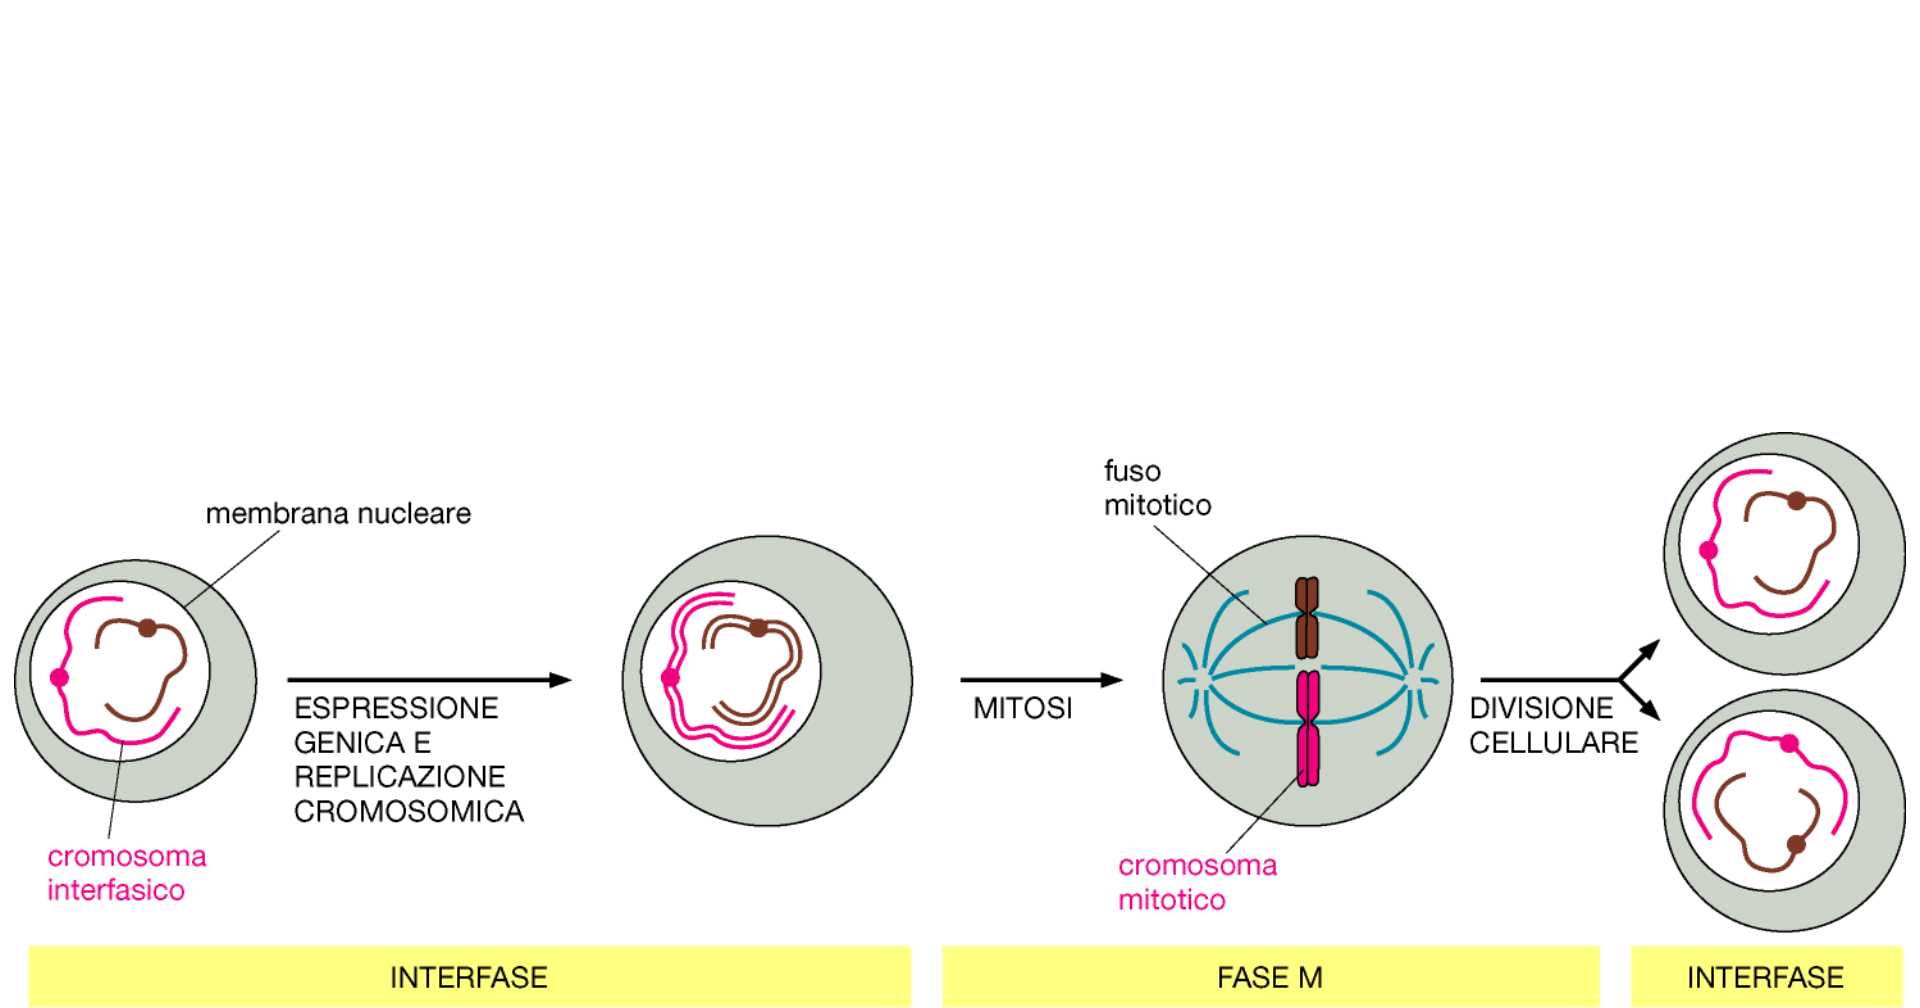 fuso
mitotico
membrana nucleare
ESPRESSIONE
GENICA E
REPLICAZIONE
CROMOSOMICA
MITOSI
DIVISIONE
CELLULARE
cromosoma
interfasico
cromosoma
mitotico
INTERFASE
FASE M
INTERFASE